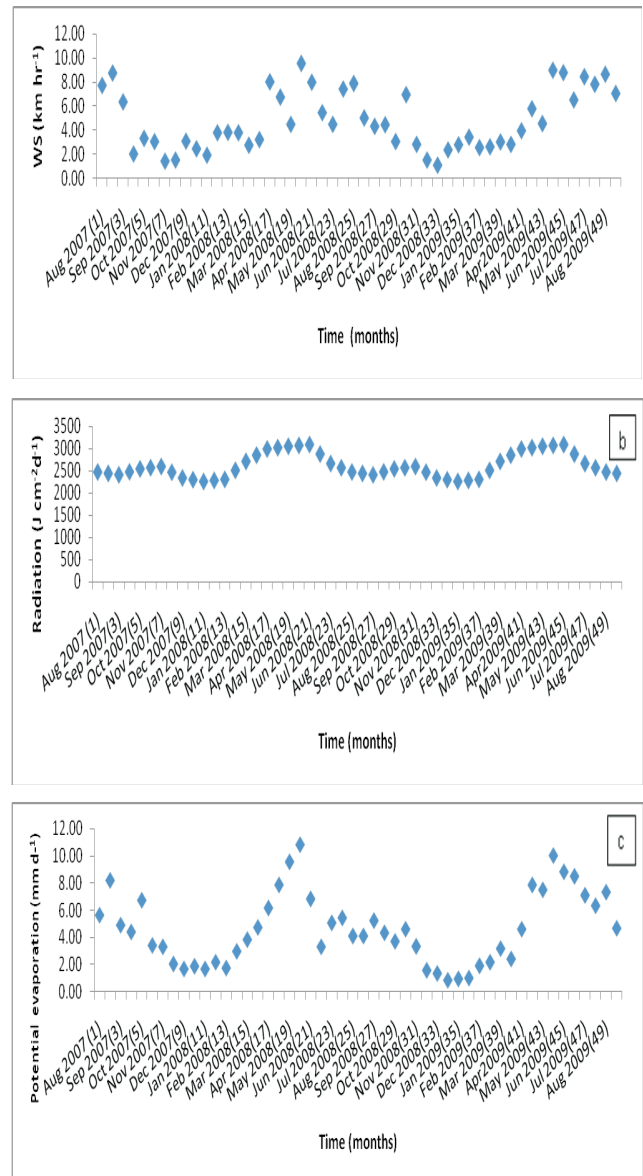 WS (km hr⁻¹)
12.00
10.00
8.00
6.00
4.00
2.00
0.00
Aug 2007 (1)
Sep 2007(3)
Oct 2007(5)
Nov 2007(7)
Dec 2007(9)
Jan 2008(11)
Feb 2008(13)
Mar 2008(15)
Apr 2008(17)
May 2008(19)
Jun 2008(21)
Jul 2008(23)
Aug 2008(25)
Sep 2008(27)
Oct 2008(29)
Nov 2008(31)
Dec 2008(33)
Jan 2009(35)
Feb 2009(37)
Mar 2009(39)
Apr2009(41)
May 2009(43)
Jun 2009(45)
Jul 2009(47)
Aug 2009(49)
Time (months)
b
Radiation (J cm⁻²d⁻¹)
3500
3000
2500
2000
1500
1000
500
0
Aug 2007 (1)
Sep 2007(3)
Oct 2007(5)
Nov 2007(7)
Dec 2007(9)
Jan 2008(11)
Feb 2008(13)
Mar 2008(15)
Apr 2008(17)
May 2008(19)
Jun 2008(21)
Jul 2008(23)
Aug 2008(25)
Sep 2008(27)
Oct 2008(29)
Nov 2008(31)
Dec 2008(33)
Jan 2009(35)
Feb 2009(37)
Mar 2009(39)
Apr2009(41)
May 2009(43)
Jun 2009(45)
Jul 2009(47)
Aug 2009(49)
Time (months)
c
Potential evaporation (mm d⁻¹)
12.00
10.00
8.00
6.00
4.00
2.00
0.00
Aug 2007 (1)
Sep 2007(3)
Oct 2007(5)
Nov 2007(7)
Dec 2007(9)
Jan 2008(11)
Feb 2008(13)
Mar 2008(15)
Apr 2008(17)
May 2008(19)
Jun 2008(21)
Jul 2008(23)
Aug 2008(25)
Sep 2008(27)
Oct 2008(29)
Nov 2008(31)
Dec 2008(33)
Jan 2009(35)
Feb 2009(37)
Mar 2009(39)
Apr2009(41)
May 2009(43)
Jun 2009(45)
Jul 2009(47)
Aug 2009(49)
Time (months)